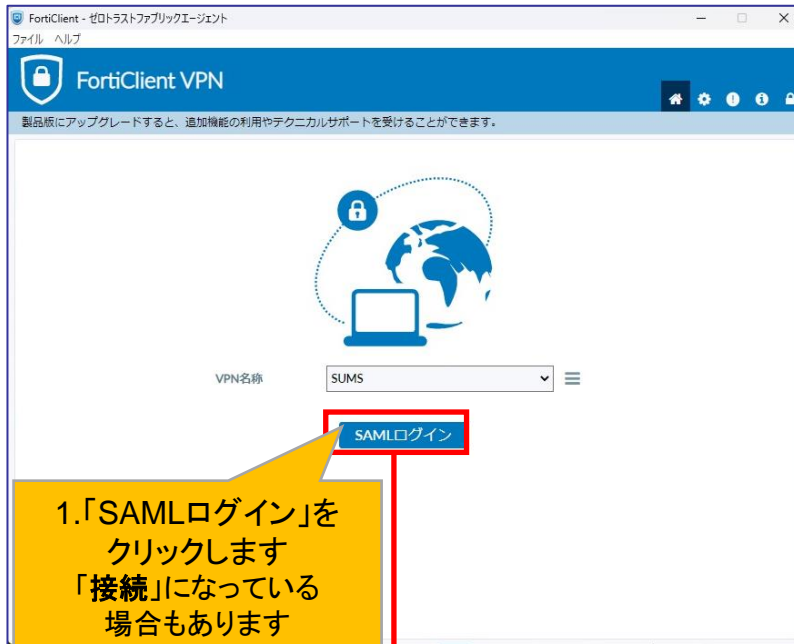 FortiClient - ゼロトラストファブリックエージェント
ファイル ヘルプ
FortiClient VPN
製品版にアップグレードすると、追加機能の利用やテクニカルサポートを受けることができます。
VPN名称 SUMS
SAMLログイン
1.「SAMLログイン」を
クリックします
「接続」になっている
場合もあります